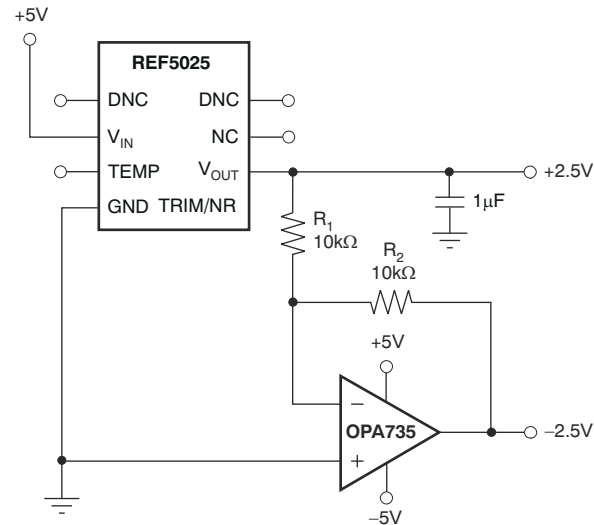 +5V
REF5025
DNC DNC
V_IN NC
TEMP V_OUT
GND TRIM/NR
+2.5V
1μF
R_1
10kΩ
R_2
10kΩ
+5V
−
OPA735
+
−2.5V
−5V